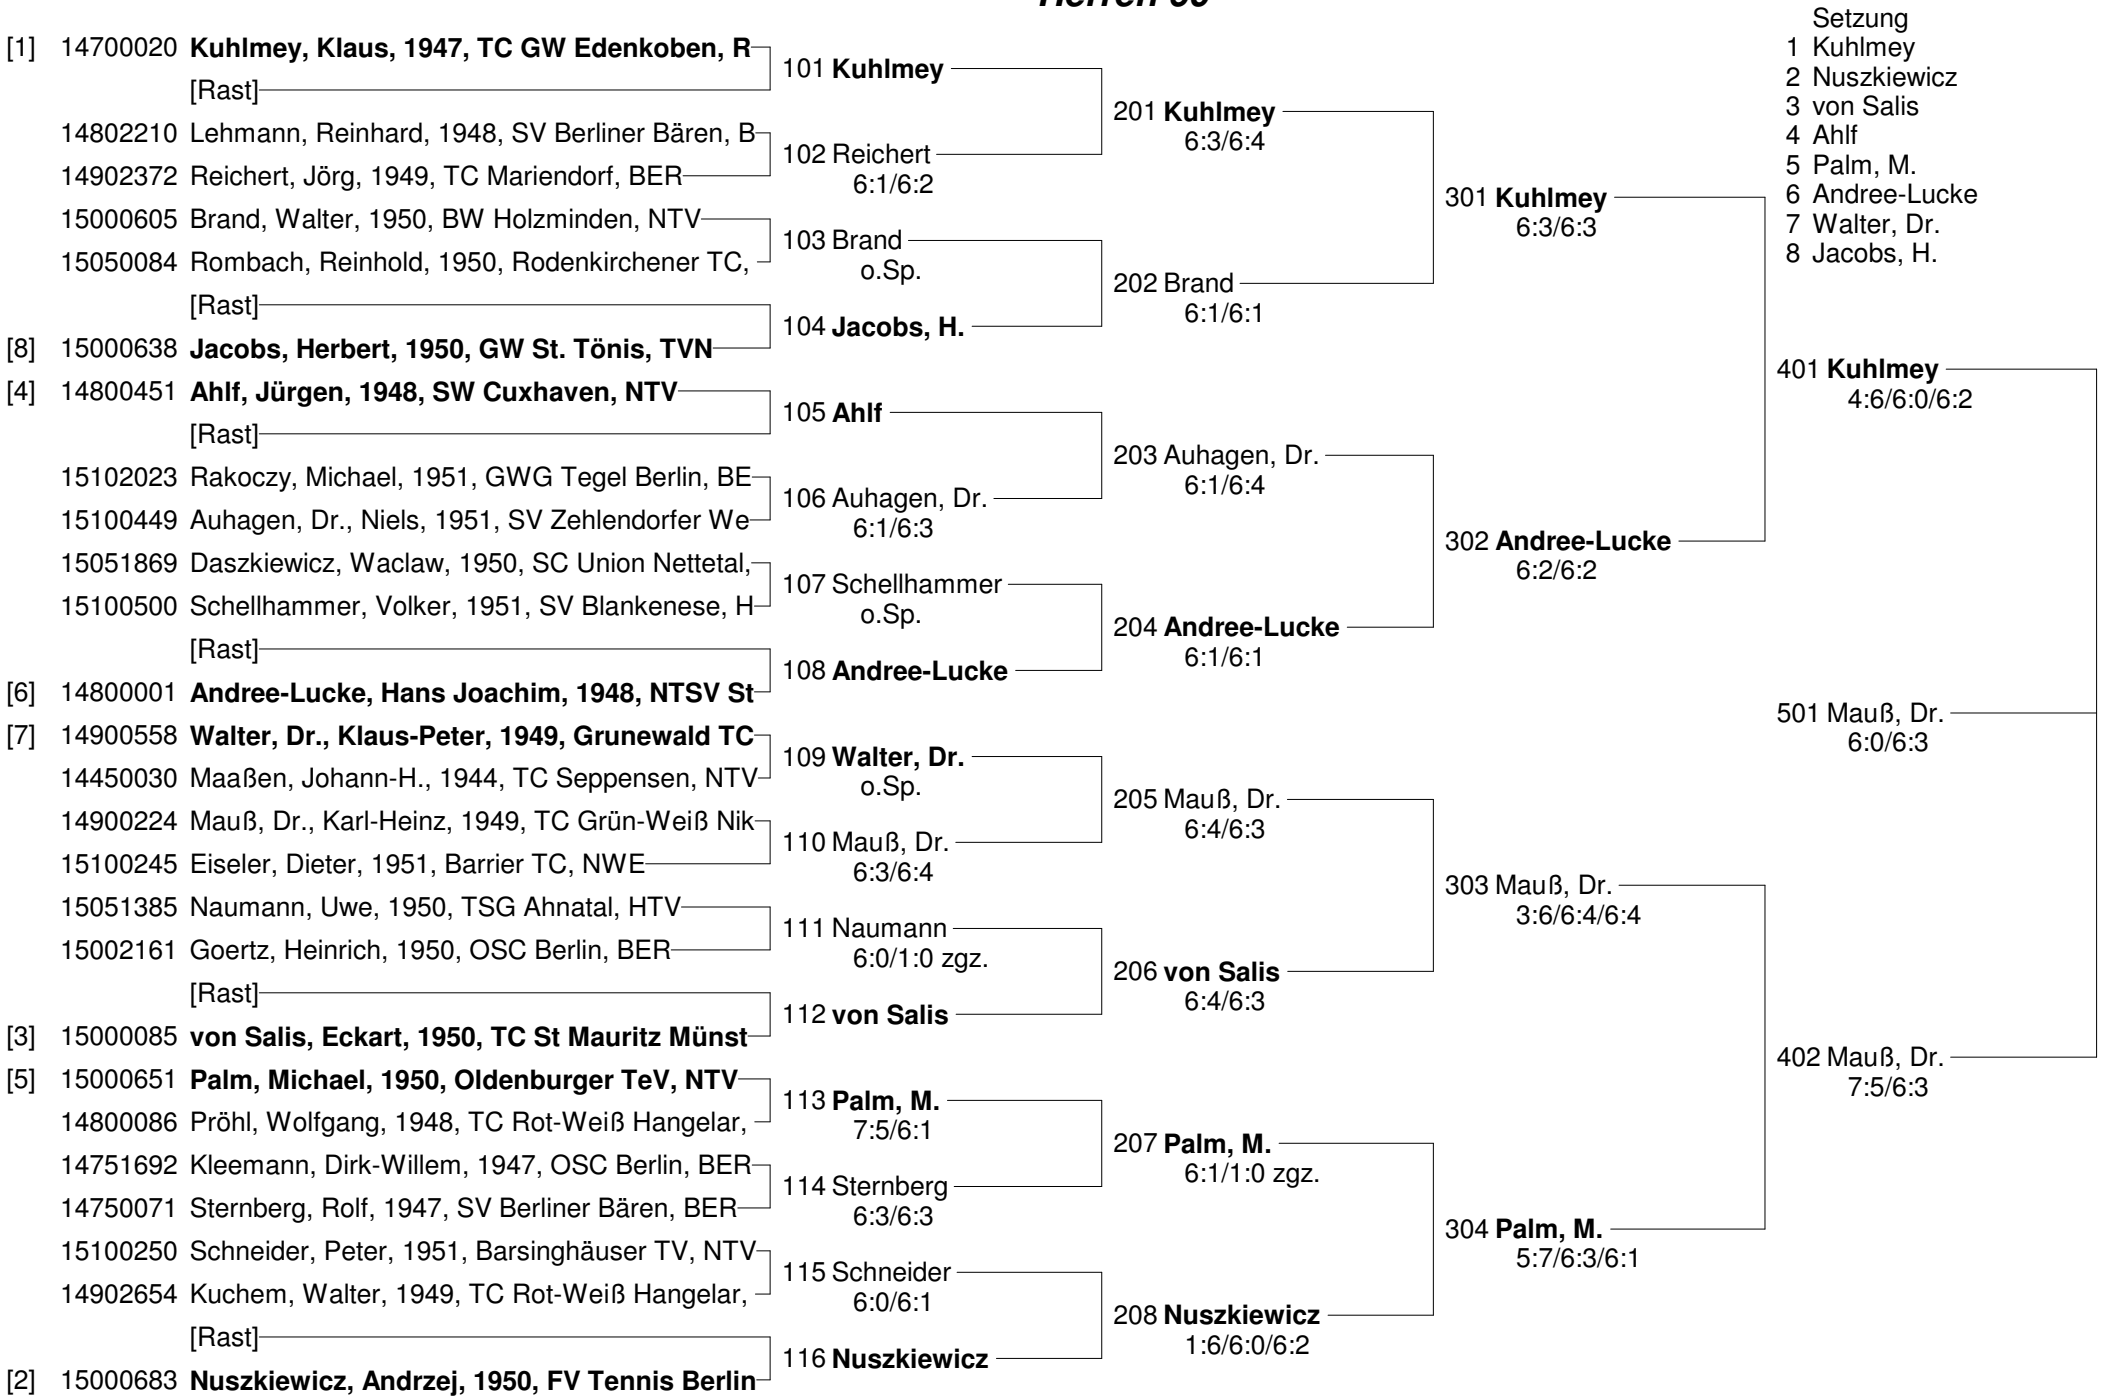 Setzung
1 Kuhlmey
2 Nuszkiewicz
3 von Salis
4 Ahlf
5 Palm, M.
6 Andree-Lucke
7 Walter, Dr.
8 Jacobs, H.
[1] 14700020 Kuhlmey, Klaus, 1947, TC GW Edenkoben, R
[Rast]
14802210 Lehmann, Reinhard, 1948, SV Berliner Bären, B
14902372 Reichert, Jörg, 1949, TC Mariendorf, BER
15000605 Brand, Walter, 1950, BW Holzminden, NTV
15050084 Rombach, Reinhold, 1950, Rodenkirchener TC,
[Rast]
[8] 15000638 Jacobs, Herbert, 1950, GW St. Tönis, TVN
[4] 14800451 Ahlf, Jürgen, 1948, SW Cuxhaven, NTV
[Rast]
15102023 Rakoczy, Michael, 1951, GWG Tegel Berlin, BE
15100449 Auhagen, Dr., Niels, 1951, SV Zehlendorfer We
15051869 Daszkiewicz, Waclaw, 1950, SC Union Nettetal,
15100500 Schellhammer, Volker, 1951, SV Blankenese, H
[Rast]
[6] 14800001 Andree-Lucke, Hans Joachim, 1948, NTSV St
[7] 14900558 Walter, Dr., Klaus-Peter, 1949, Grunewald TC
14450030 Maaßen, Johann-H., 1944, TC Seppensen, NTV
14900224 Mauß, Dr., Karl-Heinz, 1949, TC Grün-Weiß Nik
15100245 Eiseler, Dieter, 1951, Barrier TC, NWE
15051385 Naumann, Uwe, 1950, TSG Ahnatal, HTV
15002161 Goertz, Heinrich, 1950, OSC Berlin, BER
[Rast]
[3] 15000085 von Salis, Eckart, 1950, TC St Mauritz Münst
[5] 15000651 Palm, Michael, 1950, Oldenburger TeV, NTV
14800086 Pröhl, Wolfgang, 1948, TC Rot-Weiß Hangelar,
14751692 Kleemann, Dirk-Willem, 1947, OSC Berlin, BER
14750071 Sternberg, Rolf, 1947, SV Berliner Bären, BER
15100250 Schneider, Peter, 1951, Barsinghäuser TV, NTV
14902654 Kuchem, Walter, 1949, TC Rot-Weiß Hangelar,
[Rast]
[2] 15000683 Nuszkiewicz, Andrzej, 1950, FV Tennis Berlin
101 Kuhlmey
102 Reichert
6:1/6:2
103 Brand
o.Sp.
104 Jacobs, H.
105 Ahlf
106 Auhagen, Dr.
6:1/6:3
107 Schellhammer
o.Sp.
108 Andree-Lucke
109 Walter, Dr.
o.Sp.
110 Mauß, Dr.
6:3/6:4
111 Naumann
6:0/1:0 zgz.
112 von Salis
113 Palm, M.
7:5/6:1
114 Sternberg
6:3/6:3
115 Schneider
6:0/6:1
116 Nuszkiewicz
201 Kuhlmey
6:3/6:4
202 Brand
6:1/6:1
203 Auhagen, Dr.
6:1/6:4
204 Andree-Lucke
6:1/6:1
205 Mauß, Dr.
6:4/6:3
206 von Salis
6:4/6:3
207 Palm, M.
6:1/1:0 zgz.
208 Nuszkiewicz
1:6/6:0/6:2
301 Kuhlmey
6:3/6:3
302 Andree-Lucke
6:2/6:2
303 Mauß, Dr.
3:6/6:4/6:4
304 Palm, M.
5:7/6:3/6:1
401 Kuhlmey
4:6/6:0/6:2
501 Mauß, Dr.
6:0/6:3
402 Mauß, Dr.
7:5/6:3